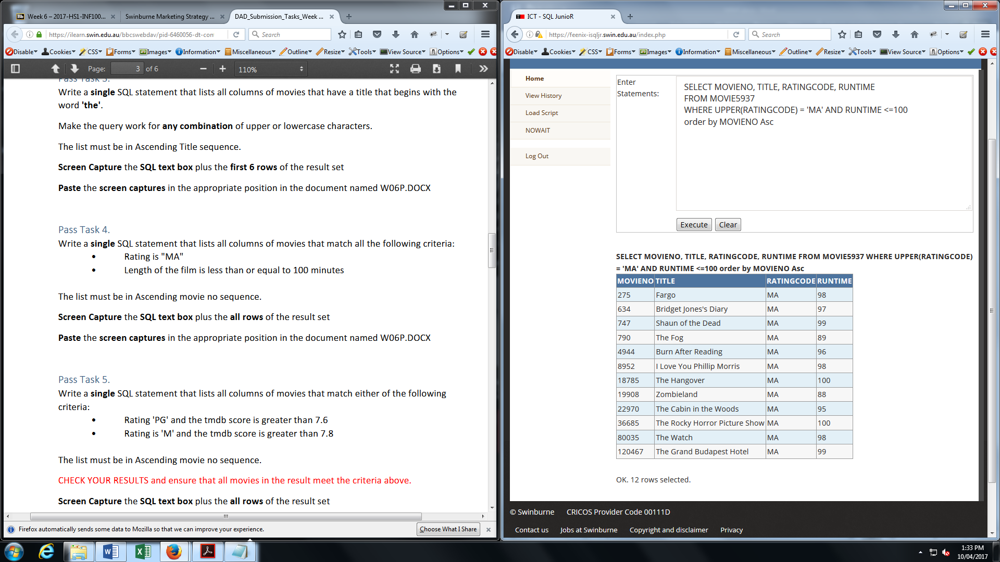 Week 6 – 2017-HS1-INF100...
Swinburne Marketing Strategy ...
DAD_Submission_Tasks_Week ...
https://ilearn.swin.edu.au/bbcswebdav/pid-6460056-dt-con
Search
Disable Cookies CSS Forms Images Information Miscellaneous Outline Resize Tools View Source Options
Page: 3 of 6
110%
Pass Task 3.
Write a single SQL statement that lists all columns of movies that have a title that begins with the
word 'the'.
Make the query work for any combination of upper or lowercase characters.
The list must be in Ascending Title sequence.
Screen Capture the SQL text box plus the first 6 rows of the result set
Paste the screen captures in the appropriate position in the document named W06P.DOCX
Pass Task 4.
Write a single SQL statement that lists all columns of movies that match all the following criteria:
• Rating is "MA"
• Length of the film is less than or equal to 100 minutes
The list must be in Ascending movie no sequence.
Screen Capture the SQL text box plus the all rows of the result set
Paste the screen captures in the appropriate position in the document named W06P.DOCX
Pass Task 5.
Write a single SQL statement that lists all columns of movies that match either of the following
criteria:
• Rating 'PG' and the tmdb score is greater than 7.6
• Rating is 'M' and the tmdb score is greater than 7.8
The list must be in Ascending movie no sequence.
CHECK YOUR RESULTS and ensure that all movies in the result meet the criteria above.
Screen Capture the SQL text box plus the all rows of the result set
Firefox automatically sends some data to Mozilla so that we can improve your experience.
Choose What I Share
ICT - SQL JunioR
https://feenix-isqljr.swin.edu.au/index.php
Search
Disable Cookies CSS Forms Images Information Miscellaneous Outline Resize Tools View Source Options
Home
View History
Load Script
NOWAIT
Log Out
Enter
Statements:
SELECT MOVIENO, TITLE, RATINGCODE, RUNTIME
FROM MOVIE5937
WHERE UPPER(RATINGCODE) = 'MA' AND RUNTIME <=100
order by MOVIENO Asc
Execute Clear
SELECT MOVIENO, TITLE, RATINGCODE, RUNTIME FROM MOVIE5937 WHERE UPPER(RATINGCODE)
= 'MA' AND RUNTIME <=100 order by MOVIENO Asc
MOVIENO TITLE RATINGCODE RUNTIME
275 Fargo MA 98
634 Bridget Jones's Diary MA 97
747 Shaun of the Dead MA 99
790 The Fog MA 89
4944 Burn After Reading MA 96
8952 I Love You Phillip Morris MA 98
18785 The Hangover MA 100
19908 Zombieland MA 88
22970 The Cabin in the Woods MA 95
36685 The Rocky Horror Picture Show MA 100
80035 The Watch MA 98
120467 The Grand Budapest Hotel MA 99
OK. 12 rows selected.
© Swinburne CRICOS Provider Code 00111D
Contact us Jobs at Swinburne Copyright and disclaimer Privacy
1:33 PM
10/04/2017